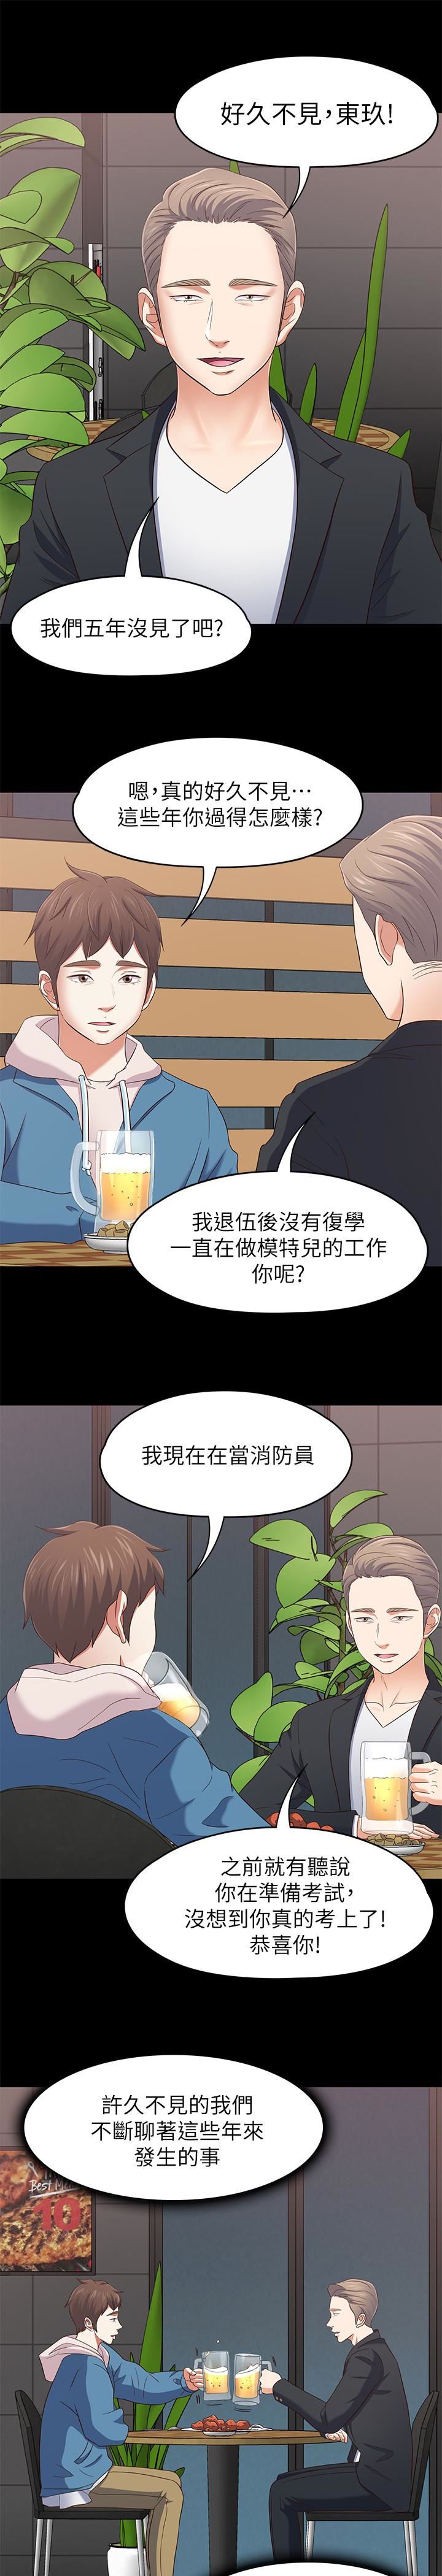 好久不見,東玖!
我們五年沒見了吧?
嗯,真的好久不見⋯
這些年你過得怎麼樣?
我退伍後沒有復學
一直在做模特兒的工作
你呢?
我現在在當消防員
之前就有聽說
你在準備考試,
沒想到你真的考上了!
恭喜你!
許久不見的我們
不斷聊著這些年來
發生的事
Best
10